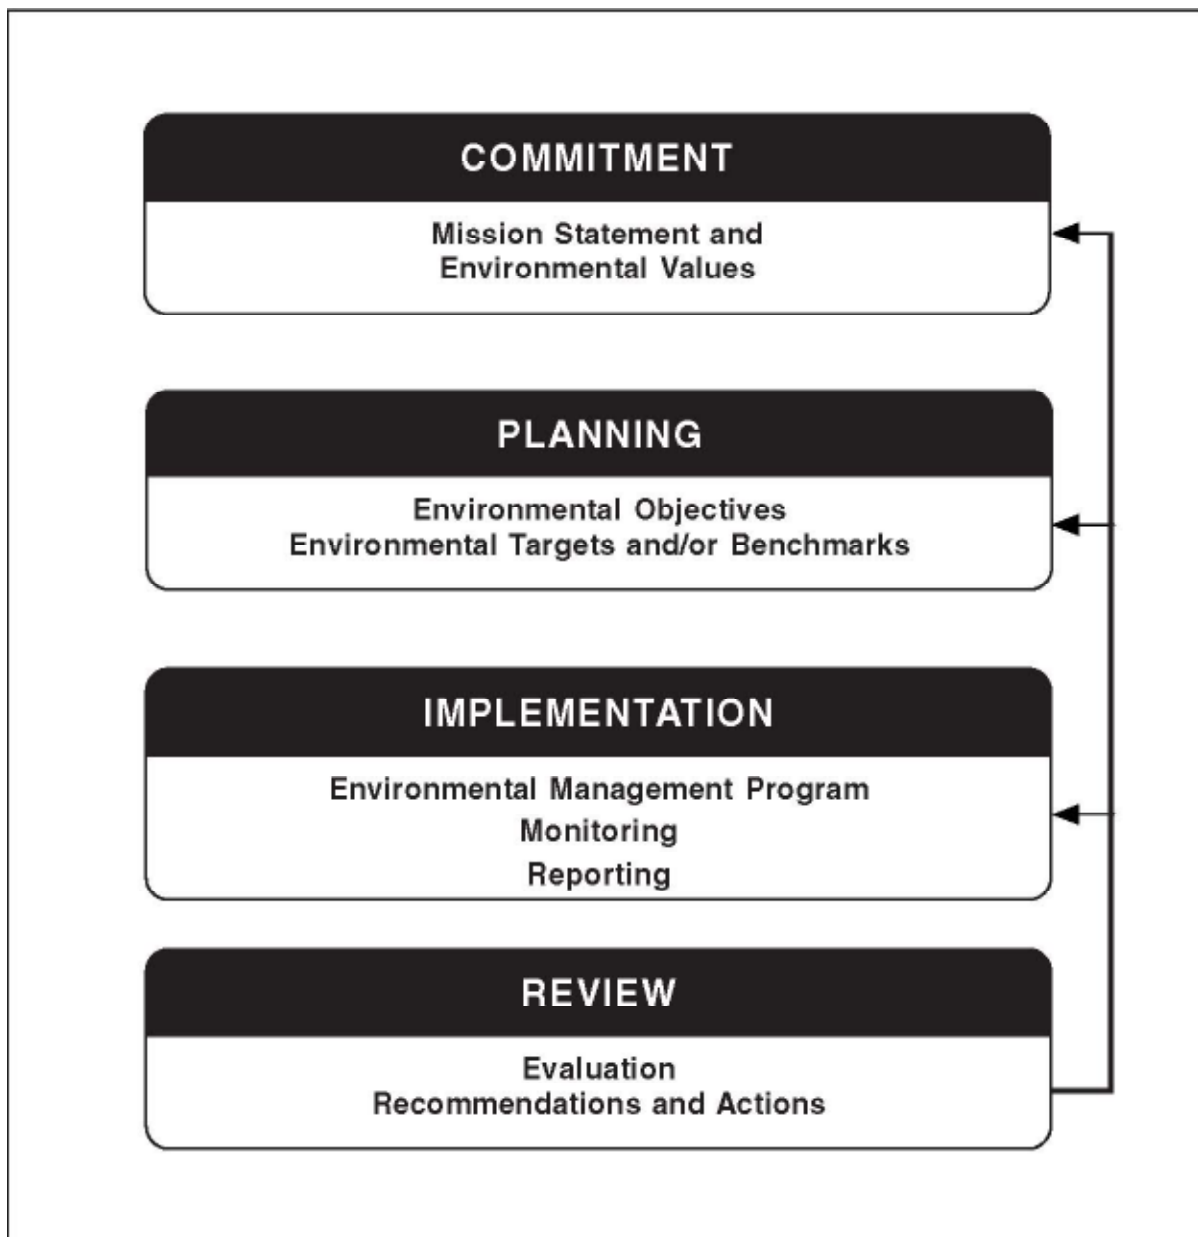 COMMITMENT
Mission Statement and
Environmental Values
PLANNING
Environmental Objectives
Environmental Targets and/or Benchmarks
IMPLEMENTATION
Environmental Management Program
Monitoring
Reporting
REVIEW
Evaluation
Recommendations and Actions